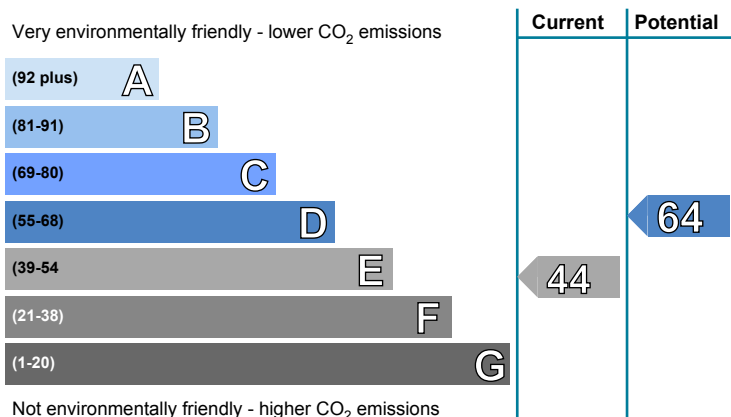 Very environmentally friendly - lower CO2 emissions
Current
Potential
(92 plus) A
(81-91) B
(69-80) C
(55-68) D
64
(39-54 E
44
(21-38) F
(1-20) G
Not environmentally friendly - higher CO2 emissions